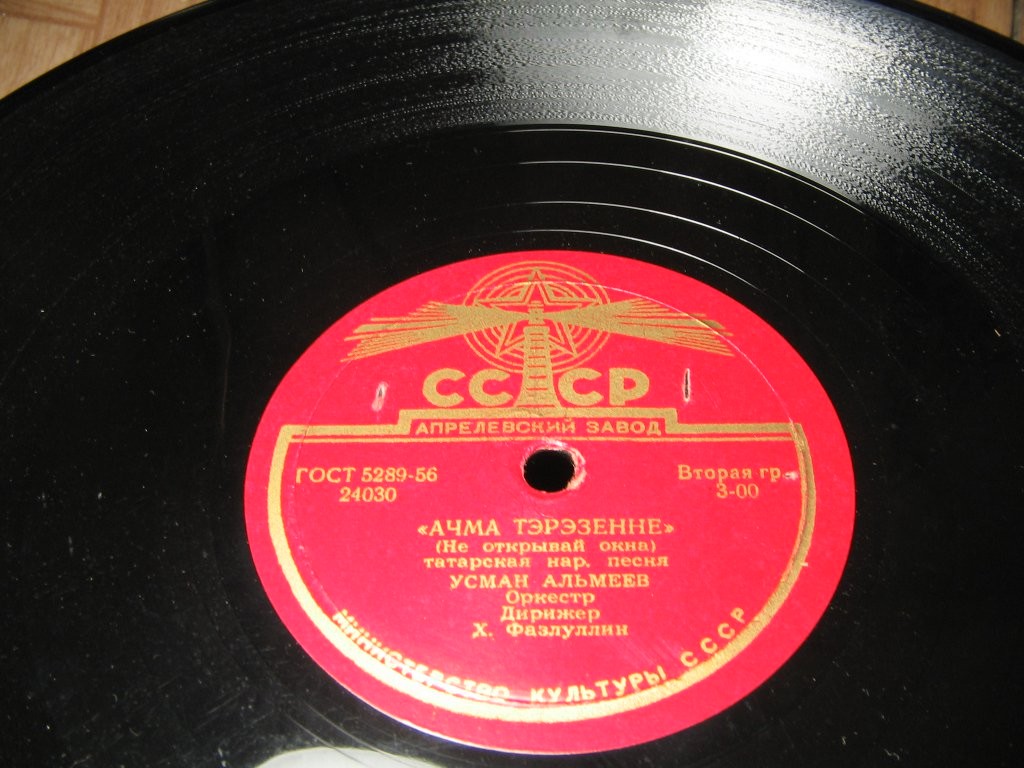 СССР
АПРЕЛЕВСКИЙ ЗАВОД
ГОСТ 5289-56
24030
Вторая гр.
3-00
«АЧМА ТЭРЭЗЕННЕ»
(Не открывай окна)
татарская нар. песня
УСМАН АЛЬМЕЕВ
Оркестр
Дирижер
Х. Фазлуллин
МИНИСТЕРСТВО КУЛЬТУРЫ СССР